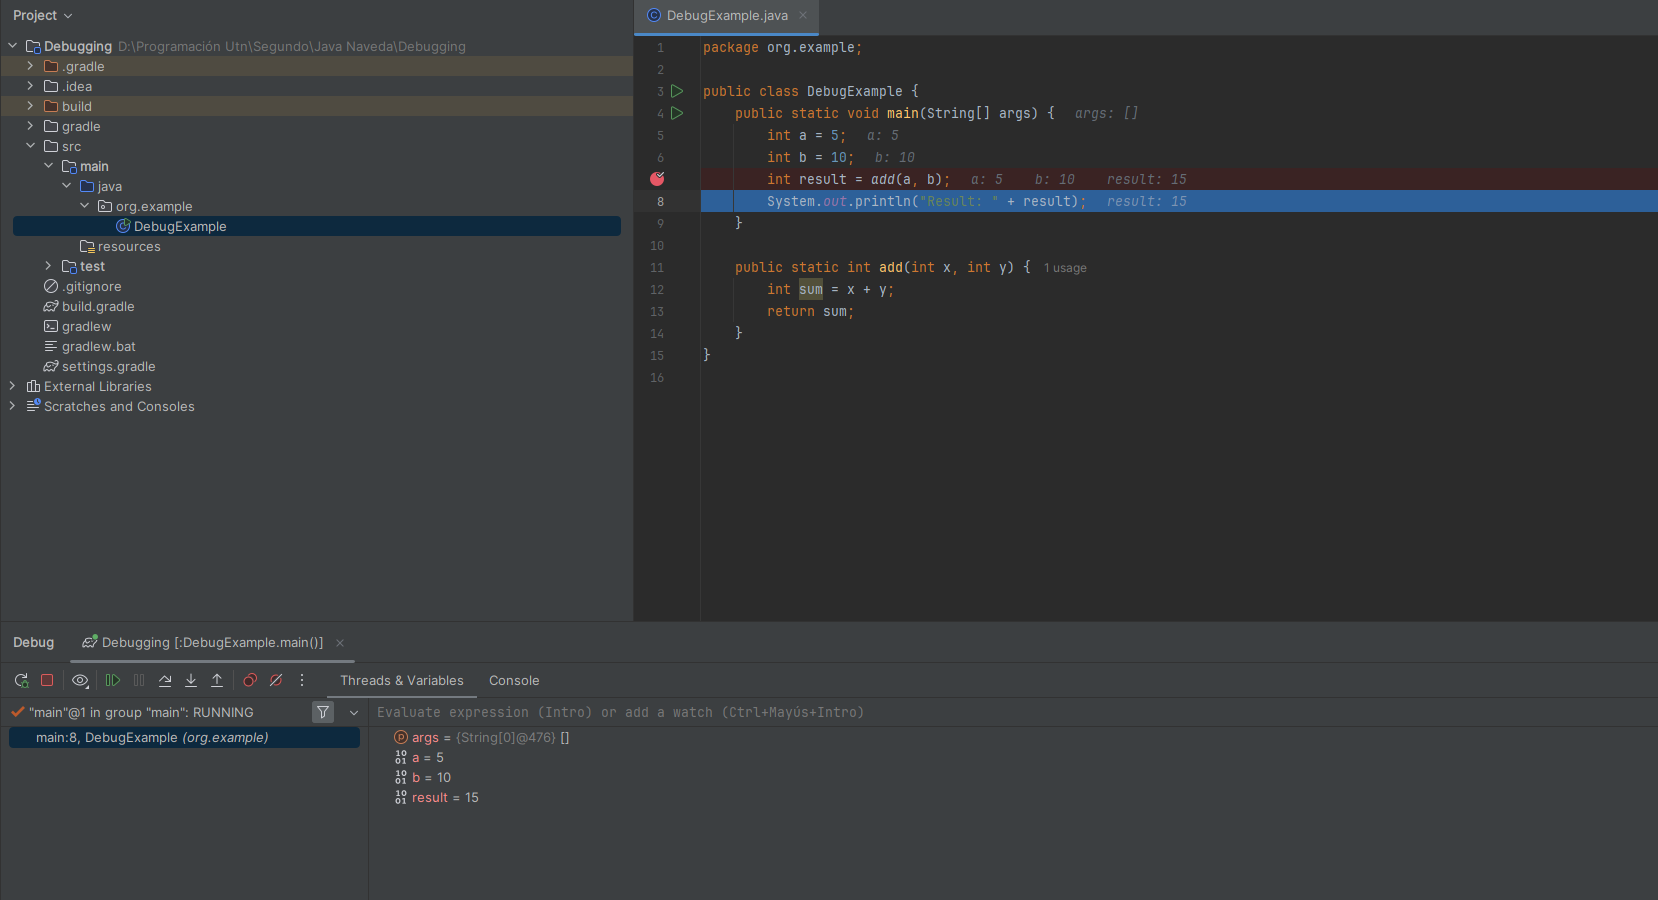 Project
DebugExample.java
Debugging D:\Programación Utn\Segundo\Java Naveda\Debugging
.gradle
.idea
build
gradle
src
main
java
org.example
DebugExample
resources
test
.gitignore
build.gradle
gradlew
gradlew.bat
settings.gradle
External Libraries
Scratches and Consoles
1 package org.example;
2
3 public class DebugExample {
4 public static void main(String[] args) { args: []
5 int a = 5; a: 5
6 int b = 10; b: 10
int result = add(a, b); a: 5 b: 10 result: 15
8 System.out.println("Result: " + result); result: 15
9 }
10
11 public static int add(int x, int y) { 1 usage
12 int sum = x + y;
13 return sum;
14 }
15 }
16
Debug Debugging [:DebugExample.main()]
Threads & Variables Console
"main"@1 in group "main": RUNNING
Evaluate expression (Intro) or add a watch (Ctrl+Mayús+Intro)
main:8, DebugExample (org.example)
args = {String[0]@476} []
a = 5
b = 10
result = 15